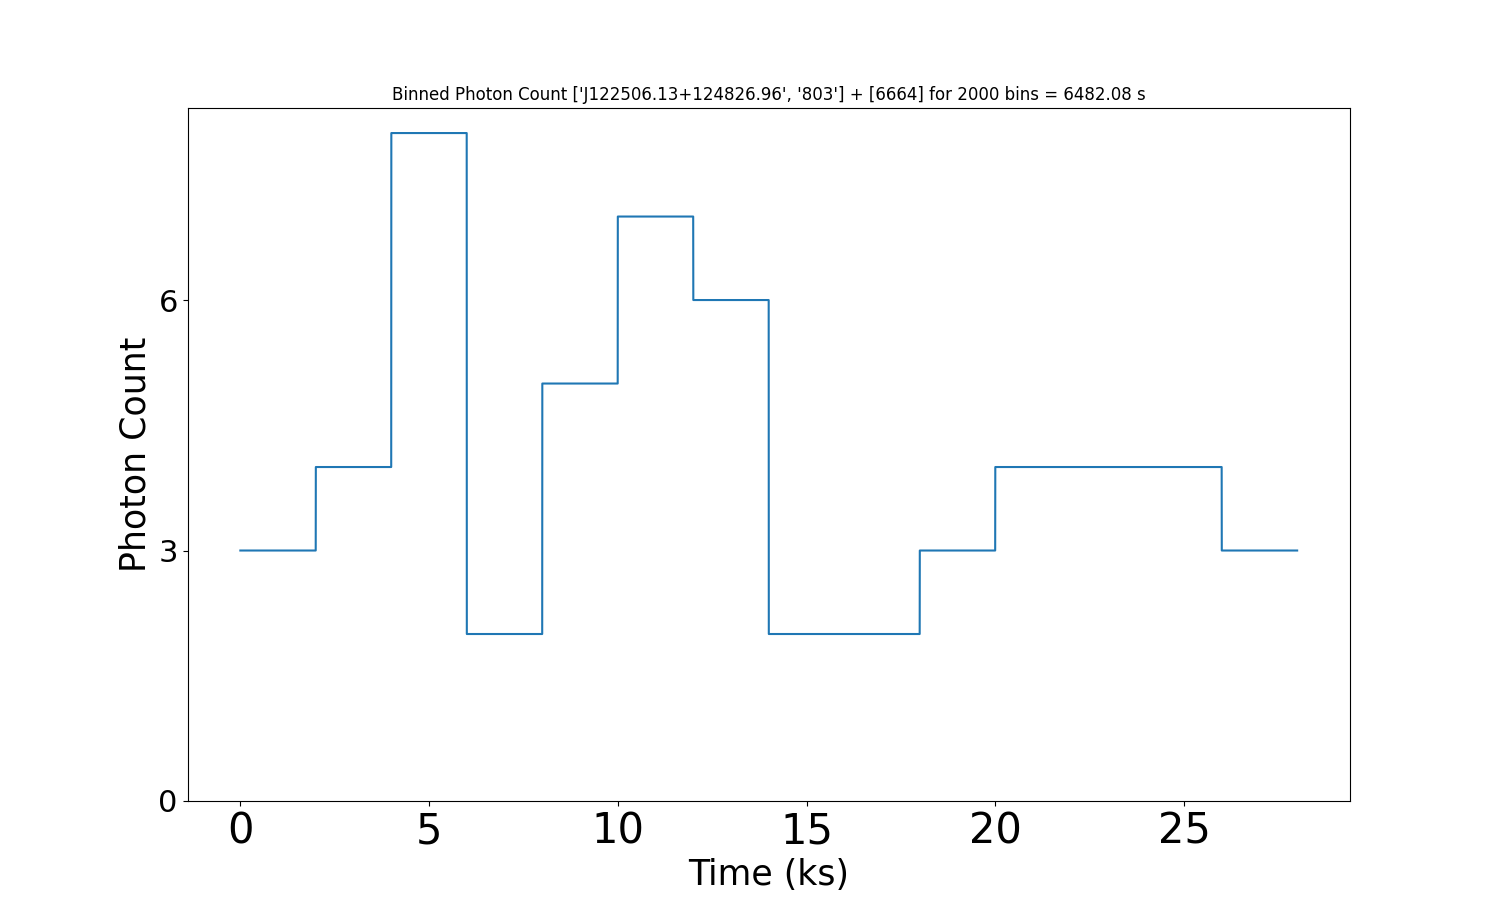 Binned Photon Count ['J122506.13+124826.96', '803'] + [6664] for 2000 bins = 6482.08 s
Photon Count
6
3
0
0 5 10 15 20 25
Time (ks)